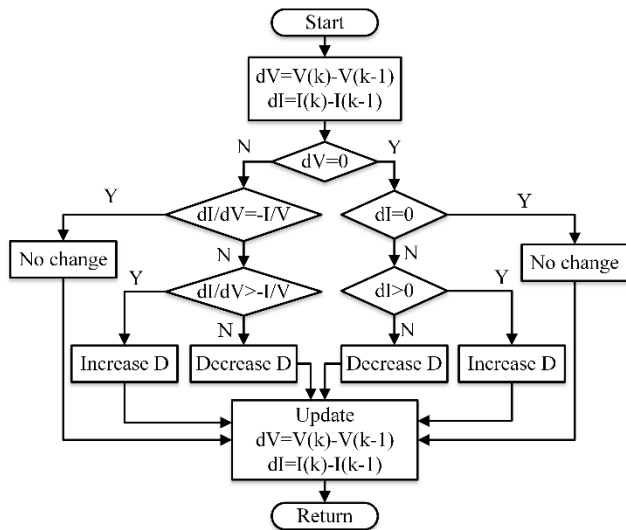 Start
dV=V(k)-V(k-1)
dI=I(k)-I(k-1)
N
Y
dV=0
Y
dI/dV=-I/V
dI=0
Y
No change
N
N
No change
Y
dI/dV>-I/V
dI>0
Y
N
N
Increase D
Decrease D
Decrease D
Increase D
Update
dV=V(k)-V(k-1)
dI=I(k)-I(k-1)
Return